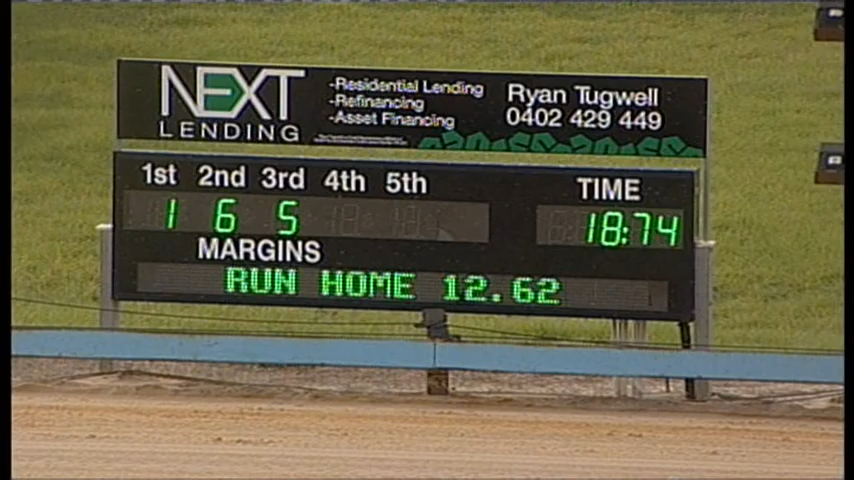 NEXT
LENDING
-Residential Lending
-Refinancing
-Asset Financing
Ryan Tugwell
0402 429 449
1st 2nd 3rd 4th 5th
TIME
1 6 5
18:74
MARGINS
RUN HOME 12.62